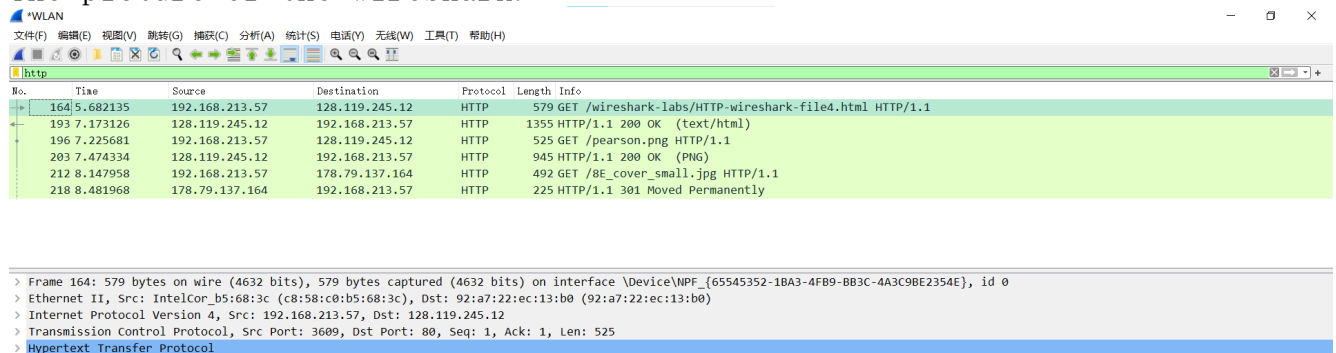 *WLAN
文件(F) 编辑(E) 视图(V) 跳转(G) 捕获(C) 分析(A) 统计(S) 电话(Y) 无线(W) 工具(T) 帮助(H)
http
No. Time Source Destination Protocol Length Info
164 5.682135 192.168.213.57 128.119.245.12 HTTP 579 GET /wireshark-labs/HTTP-wireshark-file4.html HTTP/1.1
193 7.173126 128.119.245.12 192.168.213.57 HTTP 1355 HTTP/1.1 200 OK (text/html)
196 7.225681 192.168.213.57 128.119.245.12 HTTP 525 GET /pearson.png HTTP/1.1
203 7.474334 128.119.245.12 192.168.213.57 HTTP 945 HTTP/1.1 200 OK (PNG)
212 8.147958 192.168.213.57 178.79.137.164 HTTP 492 GET /8E_cover_small.jpg HTTP/1.1
218 8.481968 178.79.137.164 192.168.213.57 HTTP 225 HTTP/1.1 301 Moved Permanently
> Frame 164: 579 bytes on wire (4632 bits), 579 bytes captured (4632 bits) on interface \Device\NPF_{65545352-1BA3-4FB9-BB3C-4A3C9BE2354E}, id 0
> Ethernet II, Src: IntelCor_b5:68:3c (c8:58:c0:b5:68:3c), Dst: 92:a7:22:ec:13:b0 (92:a7:22:ec:13:b0)
> Internet Protocol Version 4, Src: 192.168.213.57, Dst: 128.119.245.12
> Transmission Control Protocol, Src Port: 3609, Dst Port: 80, Seq: 1, Ack: 1, Len: 525
> Hypertext Transfer Protocol